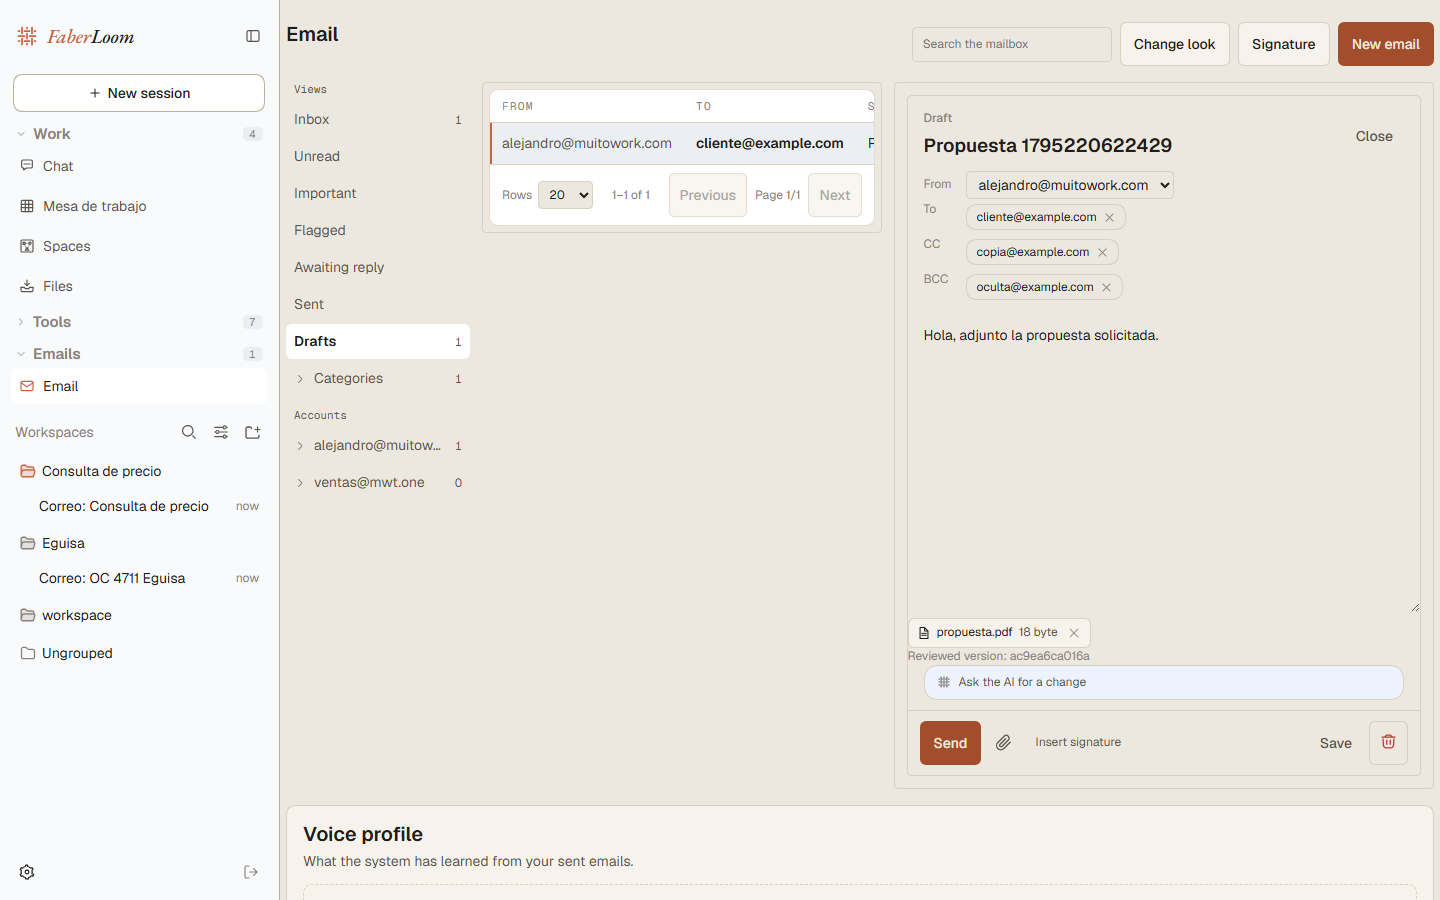 FaberLoom
New session
Work 4
Chat
Mesa de trabajo
Spaces
Files
Tools 7
Emails 1
Email
Workspaces
Consulta de precio
Correo: Consulta de precio now
Eguisa
Correo: OC 4711 Eguisa now
workspace
Ungrouped
Email
Search the mailbox
Change look
Signature
New email
Views
Inbox 1
Unread
Important
Flagged
Awaiting reply
Sent
Drafts 1
Categories 1
Accounts
alejandro@muitow... 1
ventas@mwt.one 0
FROM TO S
alejandro@muitowork.com cliente@example.com F
Rows 20 1–1 of 1 Previous Page 1/1 Next
Draft
Propuesta 1795220622429
Close
From alejandro@muitowork.com
To cliente@example.com
CC copia@example.com
BCC oculta@example.com
Hola, adjunto la propuesta solicitada.
propuesta.pdf 18 byte
Reviewed version: ac9ea6ca016a
Ask the AI for a change
Send Insert signature Save
Voice profile
What the system has learned from your sent emails.